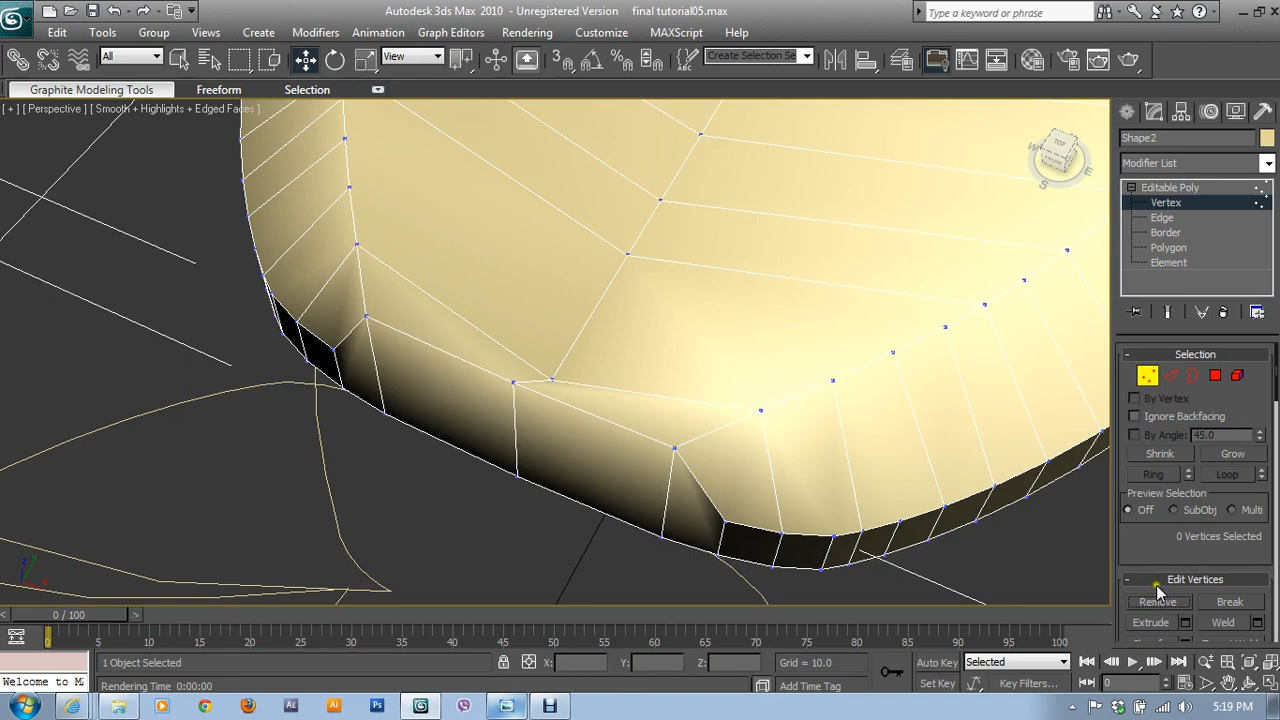 Autodesk 3ds Max 2010 - Unregistered Version final tutorial05.max
Type a keyword or phrase
Edit Tools Group Views Create Modifiers Animation Graph Editors Rendering Customize MAXScript Help
All View Create Selection Se
Graphite Modeling Tools Freeform Selection
[ + ] [ Perspective ] [ Smooth + Highlights + Edged Faces ]
TOP
W E
S
Shape2
Modifier List
Editable Poly
Vertex
Edge
Border
Polygon
Element
Selection
By Vertex
Ignore Backfacing
By Angle: 45.0
Shrink Grow
Ring Loop
Preview Selection
Off SubObj Multi
0 Vertices Selected
Edit Vertices
Remove Break
Extrude Weld
0 / 100
0 5 10 15 20 25 30 35 40 45 50 55 60 65 70 75 80 85 90 95 100
1 Object Selected X: Y: Z: Grid = 10.0 Auto Key Selected
Welcome to M Rendering Time 0:00:00 Add Time Tag Set Key Key Filters... 0
5:19 PM